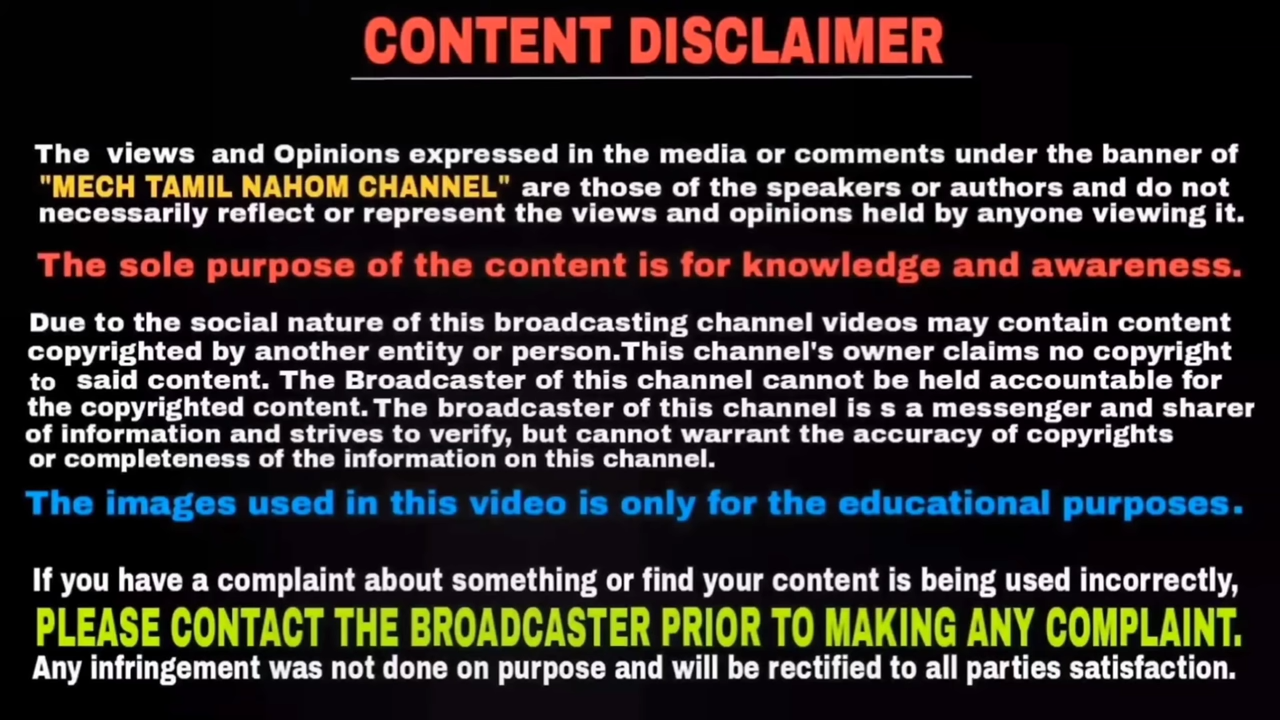 CONTENT DISCLAIMER
The views and Opinions expressed in the media or comments under the banner of
"MECH TAMIL NAHOM CHANNEL" are those of the speakers or authors and do not
necessarily reflect or represent the views and opinions held by anyone viewing it.
The sole purpose of the content is for knowledge and awareness.
Due to the social nature of this broadcasting channel videos may contain content
copyrighted by another entity or person.This channel's owner claims no copyright
to said content. The Broadcaster of this channel cannot be held accountable for
the copyrighted content. The broadcaster of this channel is s a messenger and sharer
of information and strives to verify, but cannot warrant the accuracy of copyrights
or completeness of the information on this channel.
The images used in this video is only for the educational purposes.
If you have a complaint about something or find your content is being used incorrectly,
PLEASE CONTACT THE BROADCASTER PRIOR TO MAKING ANY COMPLAINT.
Any infringement was not done on purpose and will be rectified to all parties satisfaction.